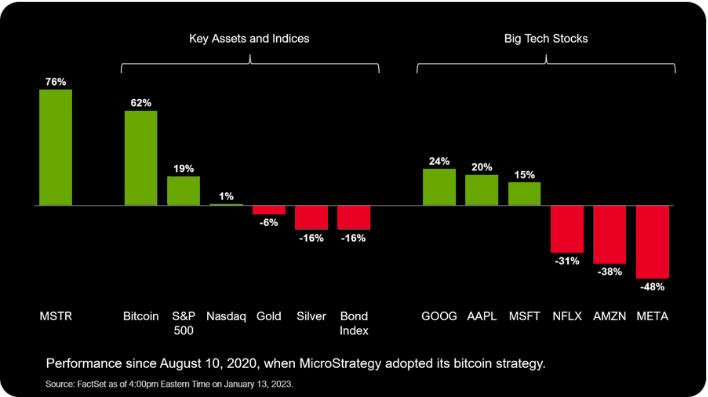 Key Assets and Indices
Big Tech Stocks
76%
62%
19%
1%
-6%
-16%
-16%
24%
20%
15%
-31%
-38%
-48%
MSTR
Bitcoin
S&P
500
Nasdaq
Gold
Silver
Bond
Index
GOOG
AAPL
MSFT
NFLX
AMZN
META
Performance since August 10, 2020, when MicroStrategy adopted its bitcoin strategy.
Source: FactSet as of 4:00pm Eastern Time on January 13, 2023.